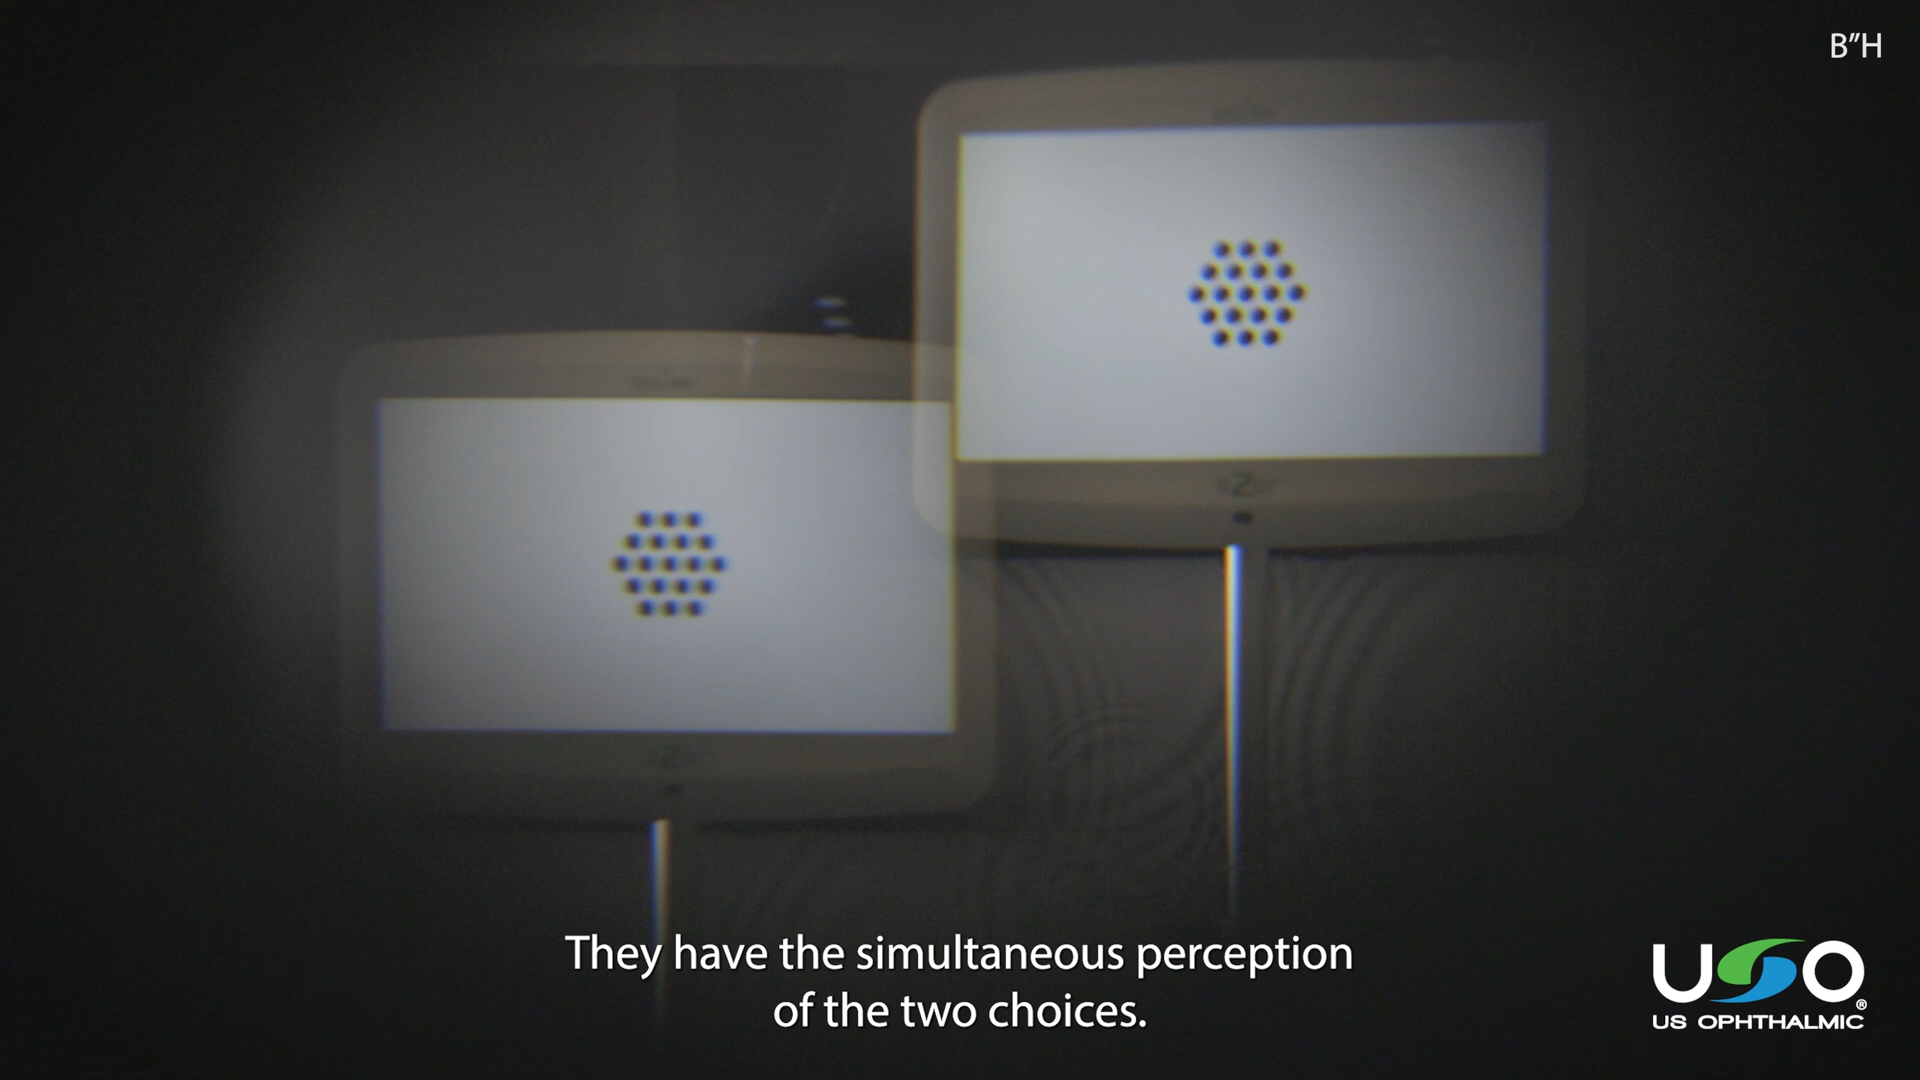 B”H
They have the simultaneous perception
of the two choices.
USO®
US OPHTHALMIC